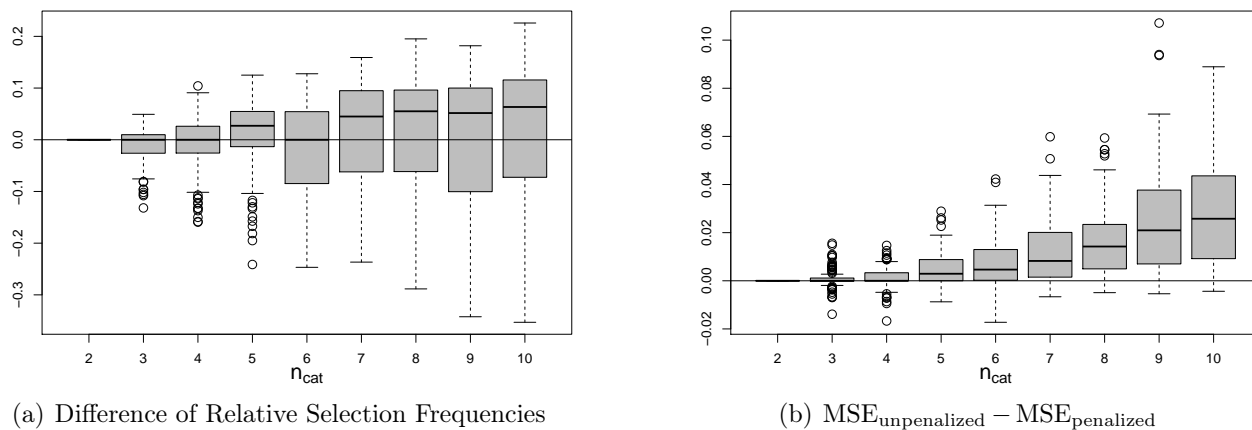 0.2
0.1
0.0
−0.1
−0.2
−0.3
2 3 4 5 6 7 8 9 10
n_cat
(a) Difference of Relative Selection Frequencies
0.10
0.08
0.06
0.04
0.02
0.00
−0.02
2 3 4 5 6 7 8 9 10
n_cat
(b) MSE_unpenalized − MSE_penalized